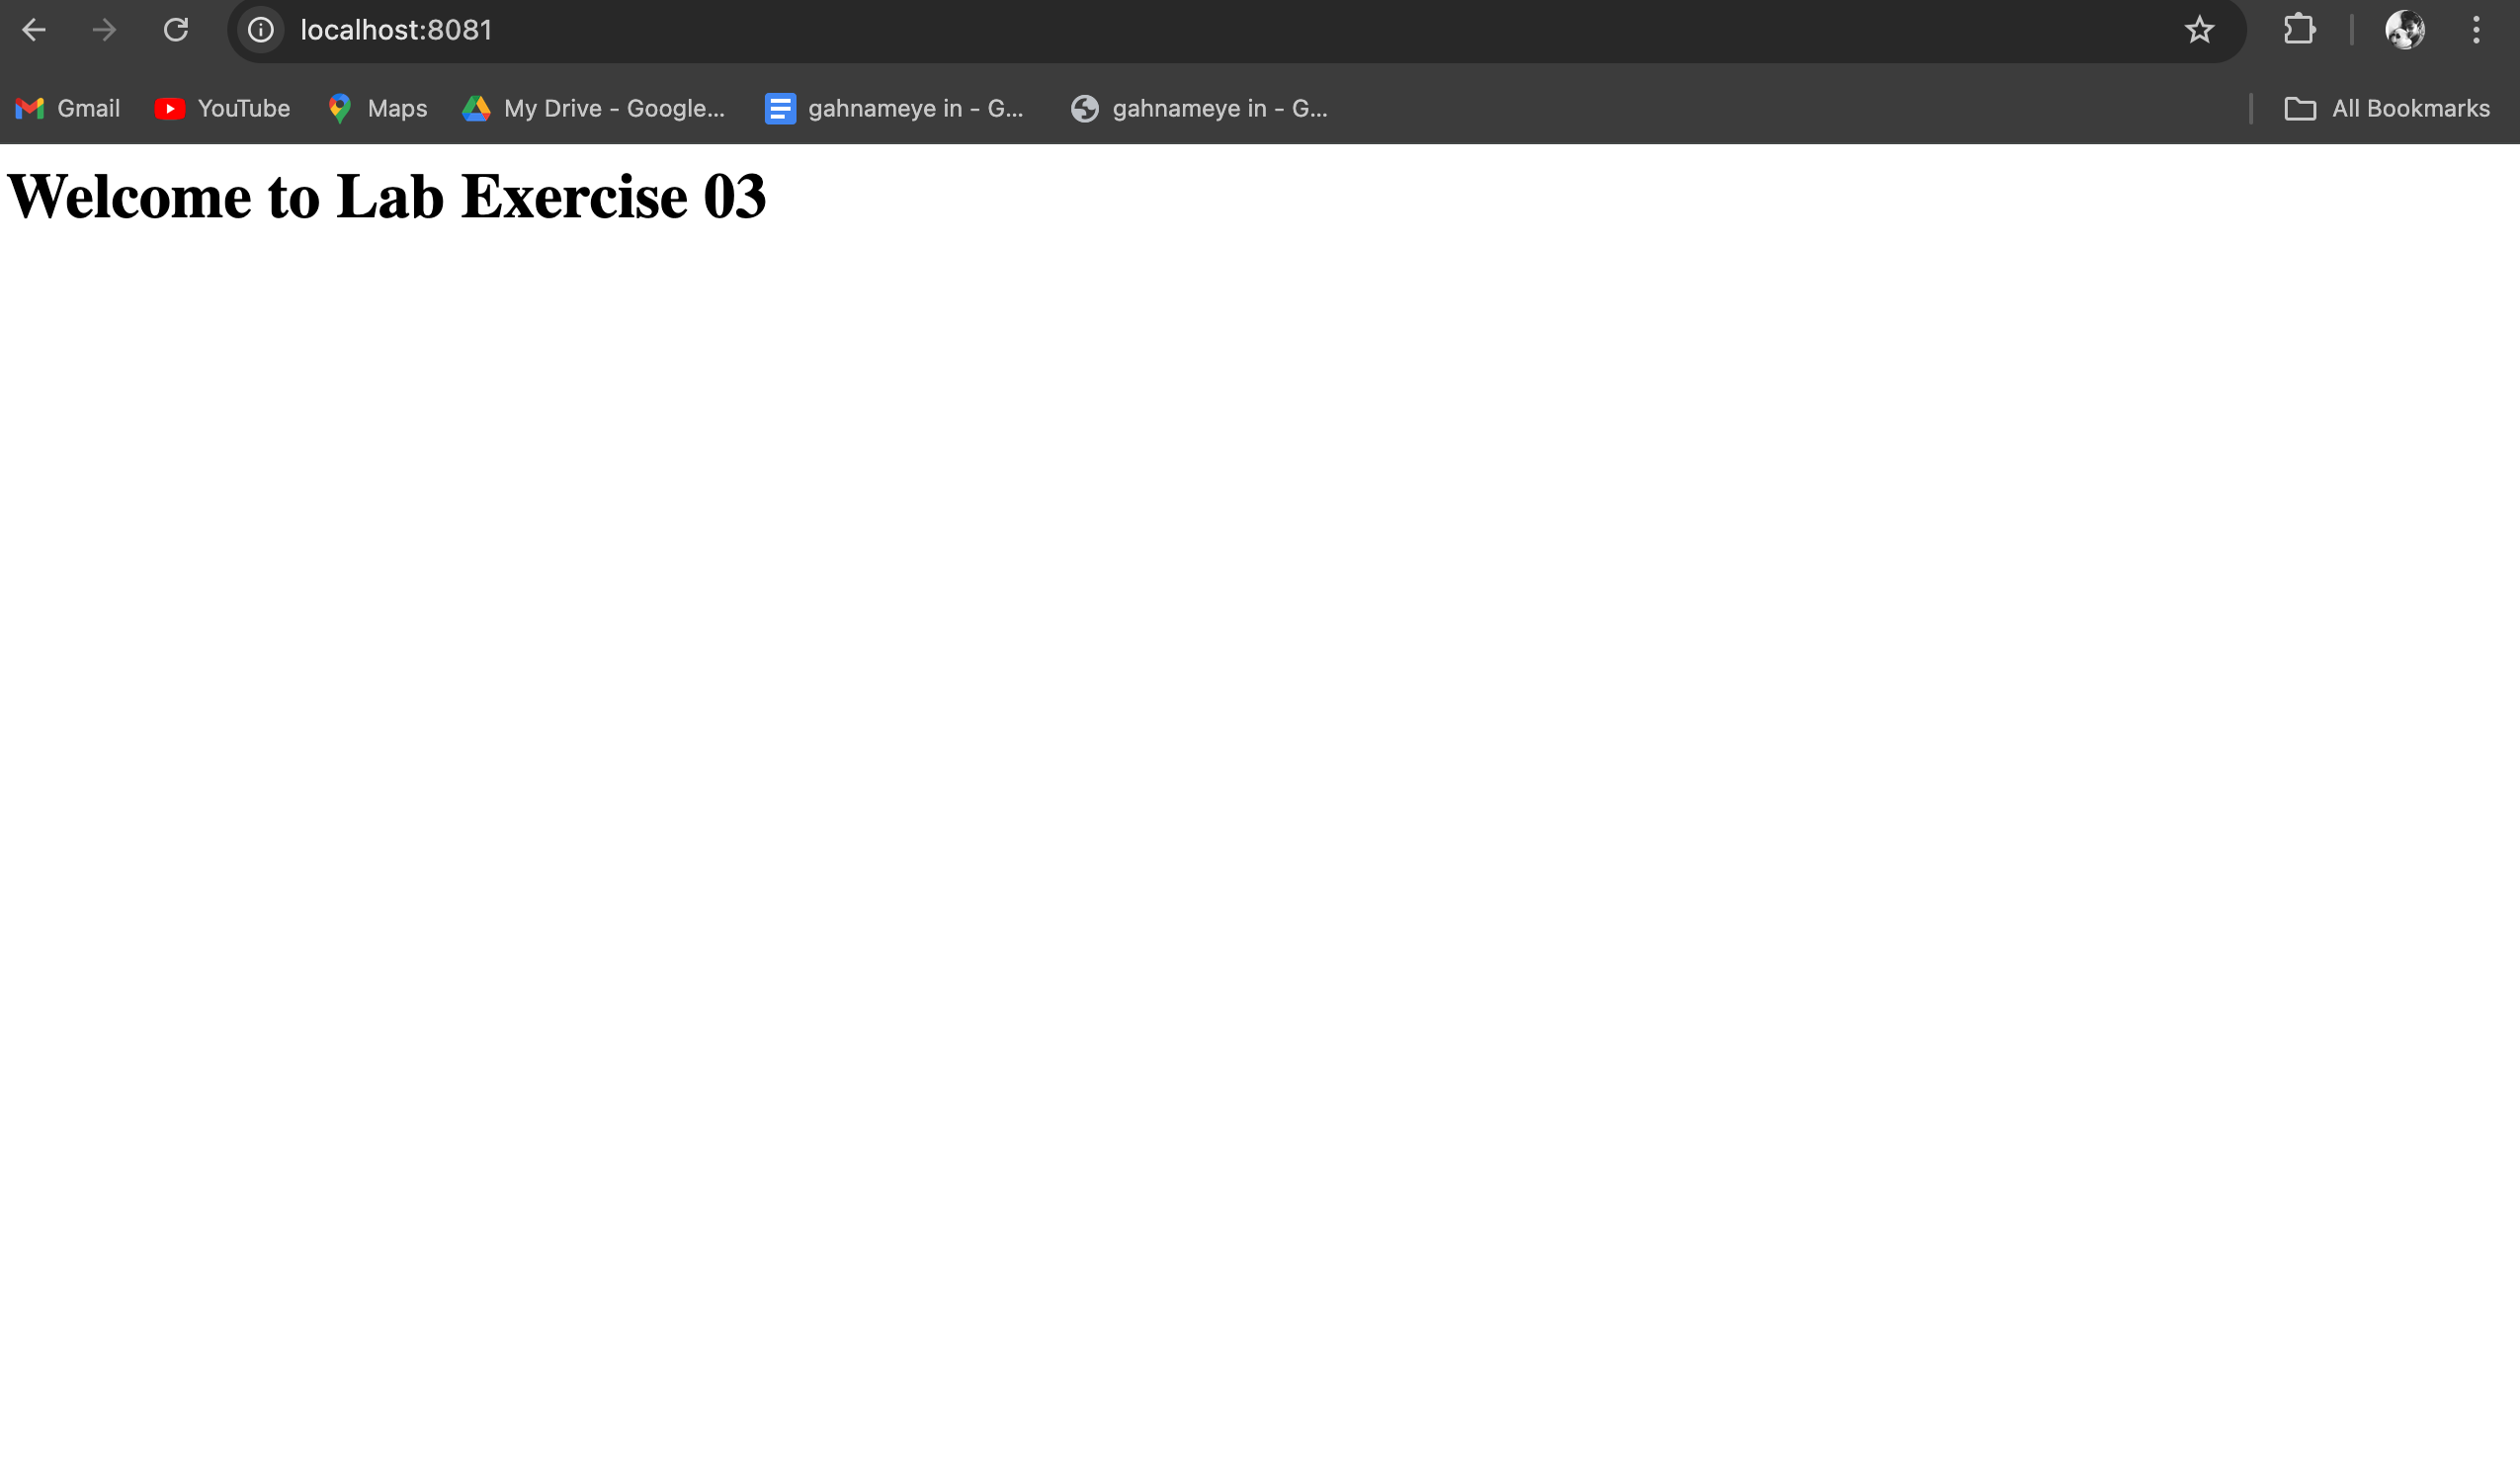 localhost:8081
Gmail YouTube Maps My Drive - Google... gahnameye in - G... gahnameye in - G... All Bookmarks
Welcome to Lab Exercise 03